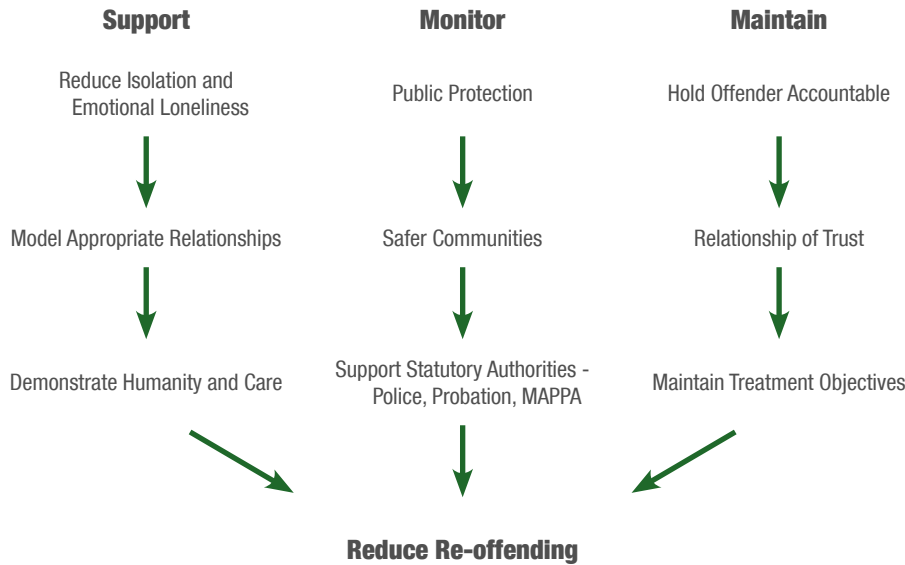 Support
Monitor
Maintain
Reduce Isolation and
Emotional Loneliness
Public Protection
Hold Offender Accountable
Model Appropriate Relationships
Safer Communities
Relationship of Trust
Demonstrate Humanity and Care
Support Statutory Authorities -
Police, Probation, MAPPA
Maintain Treatment Objectives
Reduce Re-offending